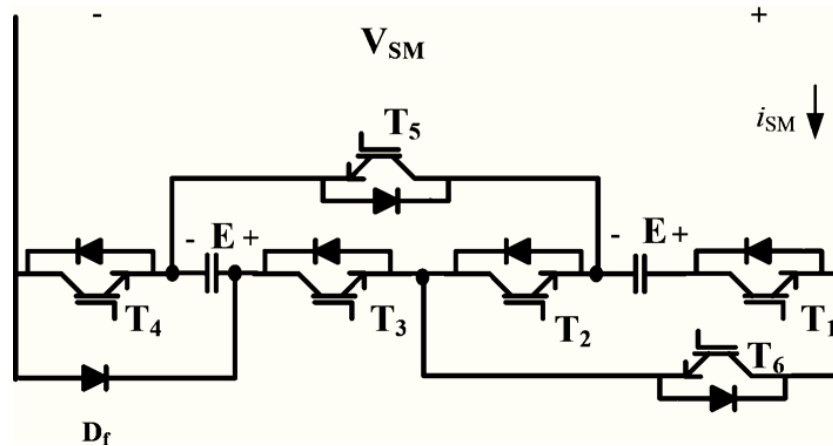 - +
V_SM
i_SM
T_5
- E + - E +
T_4 T_3 T_2 T_1
T_6
D_f